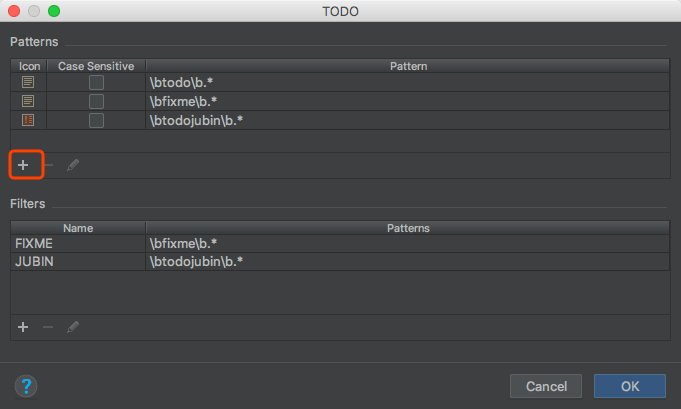 TODO
Patterns
Icon Case Sensitive Pattern
\btodo\b.*
\bfixme\b.*
\btodojubin\b.*
Filters
Name Patterns
FIXME \bfixme\b.*
JUBIN \btodojubin\b.*
? Cancel OK